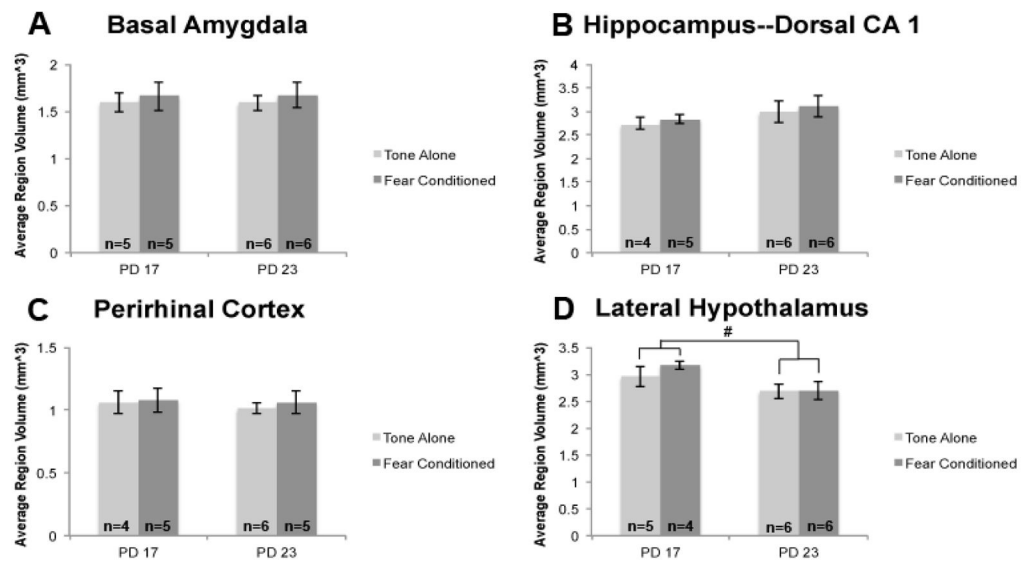 A Basal Amygdala
Average Region Volume (mm^3)
2
1.5
1
0.5
0
n=5 n=5 n=6 n=6
PD 17 PD 23
Tone Alone
Fear Conditioned
B Hippocampus--Dorsal CA 1
Average Region Volume (mm^3)
4
3.5
3
2.5
2
1.5
1
0.5
0
n=4 n=5 n=6 n=6
PD 17 PD 23
Tone Alone
Fear Conditioned
C Perirhinal Cortex
Average Region Volume (mm^3)
1.5
1
0.5
0
n=4 n=5 n=6 n=5
PD 17 PD 23
Tone Alone
Fear Conditioned
D Lateral Hypothalamus
#
Average Region Volume (mm^3)
3.5
3
2.5
2
1.5
1
0.5
0
n=5 n=4 n=6 n=6
PD 17 PD 23
Tone Alone
Fear Conditioned